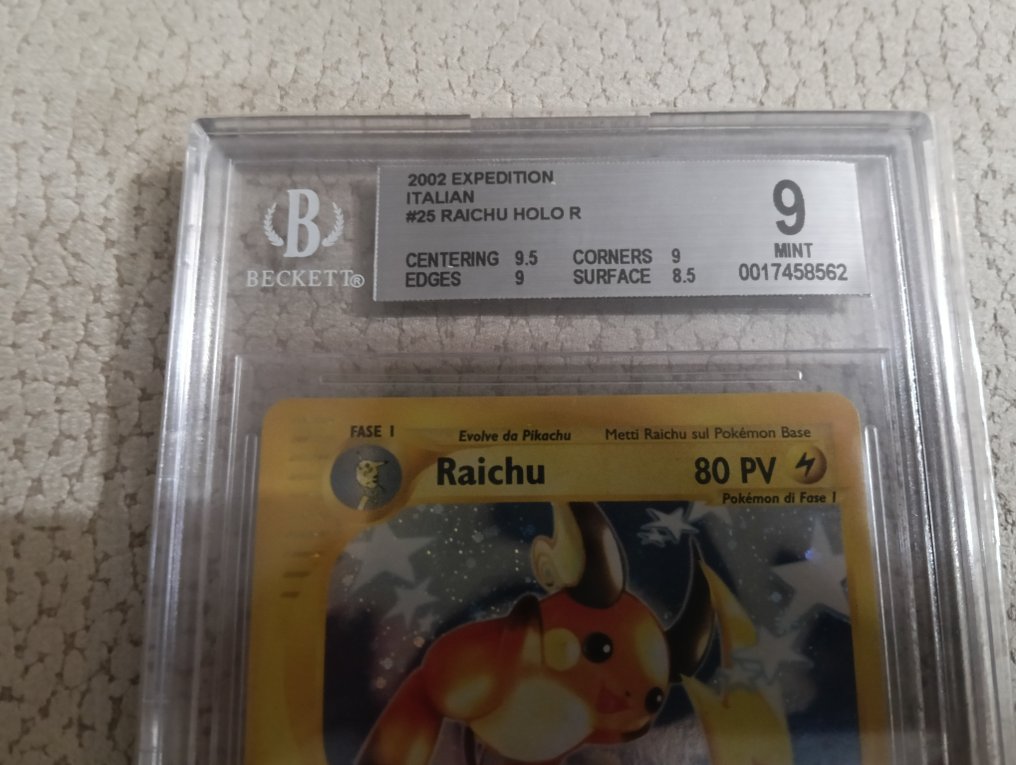 B
BECKETT®
2002 EXPEDITION
ITALIAN
#25 RAICHU HOLO R
CENTERING 9.5 CORNERS 9
EDGES 9 SURFACE 8.5
9
MINT
0017458562
FASE 1 Evolve da Pikachu Metti Raichu sul Pokémon Base
Raichu 80 PV
Pokémon di Fase 1